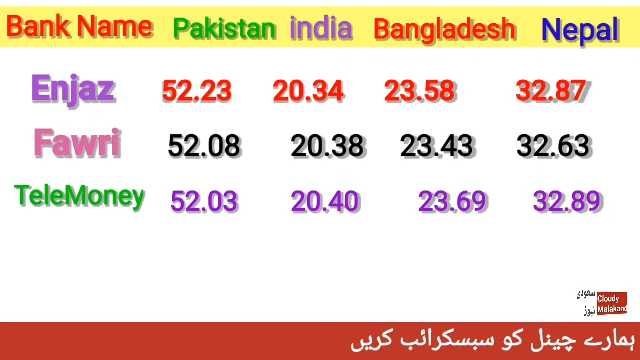 Bank Name Pakistan india Bangladesh Nepal
Enjaz 52.23 20.34 23.58 32.87
Fawri 52.08 20.38 23.43 32.63
TeleMoney 52.03 20.40 23.69 32.89
سعودی Cloudy
نیوز Malakand
ہمارے چینل کو سبسکرائب کریں